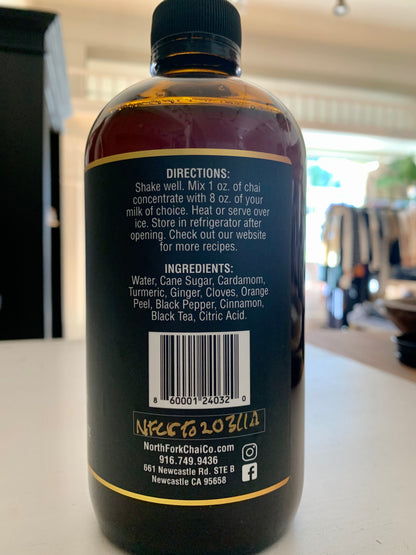 DIRECTIONS:
Shake well. Mix 1 oz. of chai
concentrate with 8 oz. of your
milk of choice. Heat or serve over
ice. Store in refrigerator after
opening. Check out our website
for more recipes.
INGREDIENTS:
Water, Cane Sugar, Cardamom,
Turmeric, Ginger, Cloves, Orange
Peel, Black Pepper, Cinnamon,
Black Tea, Citric Acid.
8 60001 24032 0
NorthForkChaiCo.com
916.749.9436
661 Newcastle Rd. STE B
Newcastle CA 95658